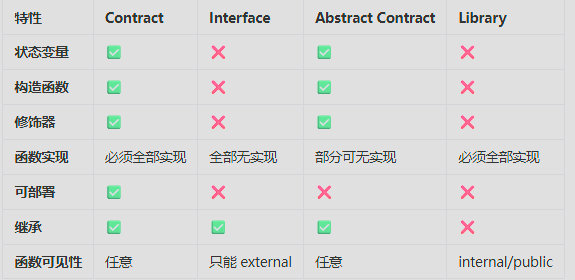 特性 Contract Interface Abstract Contract Library
状态变量 ✅ ❌ ✅ ❌
构造函数 ✅ ❌ ✅ ❌
修饰器 ✅ ❌ ✅ ❌
函数实现 必须全部实现 全部无实现 部分可无实现 必须全部实现
可部署 ✅ ❌ ❌ ❌
继承 ✅ ✅ ✅ ❌
函数可见性 任意 只能 external 任意 internal/public